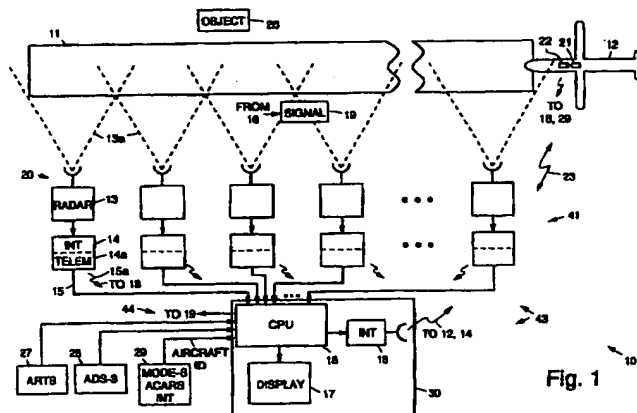 OBJECT
11
22
21
12
TO
18, 29
FROM
16
SIGNAL
19
13a
20
RADAR
13
23
41
INT
14
TELEM
14a
15a
TO 18
15
44
TO 19
CPU
16
INT
18
TO 12, 14
43
10
AIRCRAFT
ID
27
ARTS
28
ADS-S
29
MODE-S
ACARS
INT
DISPLAY
17
30
Fig. 1